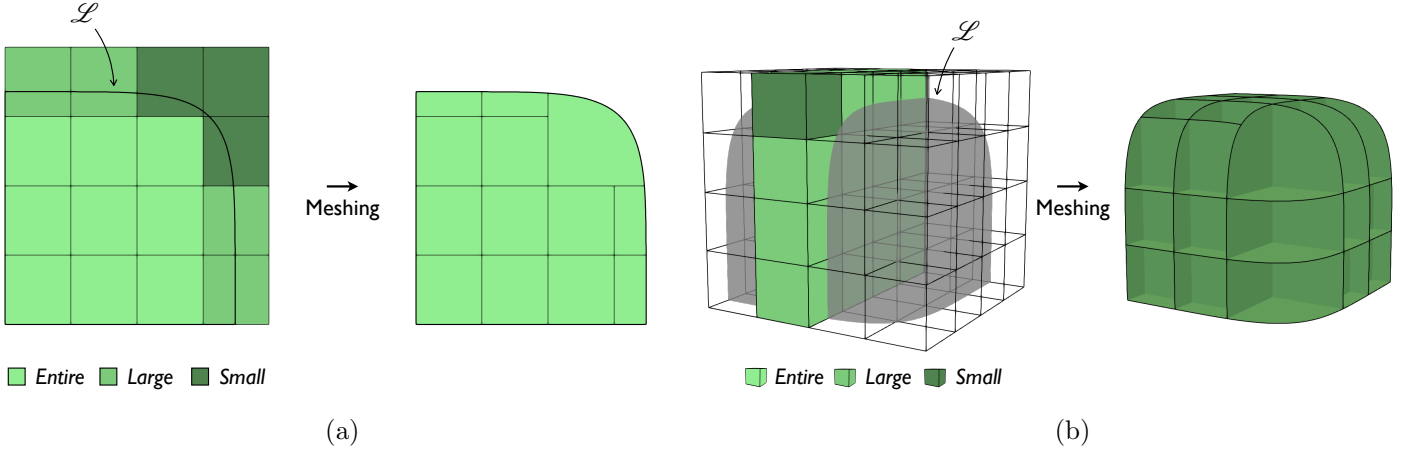 ℒ
ℒ
Meshing
Meshing
Entire Large Small
Entire Large Small
(a)
(b)